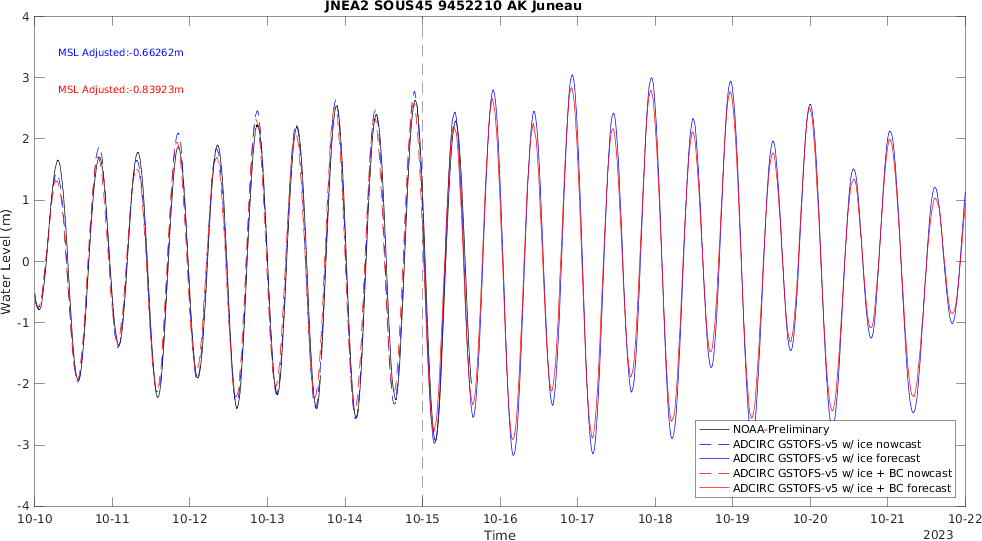 JNEA2 SOUS45 9452210 AK Juneau
MSL Adjusted:-0.66262m
MSL Adjusted:-0.83923m
Water Level (m)
4
3
2
1
0
-1
-2
-3
-4
NOAA-Preliminary
ADCIRC GSTOFS-v5 w/ ice nowcast
ADCIRC GSTOFS-v5 w/ ice forecast
ADCIRC GSTOFS-v5 w/ ice + BC nowcast
ADCIRC GSTOFS-v5 w/ ice + BC forecast
10-10 10-11 10-12 10-13 10-14 10-15 10-16 10-17 10-18 10-19 10-20 10-21 10-22
Time
2023